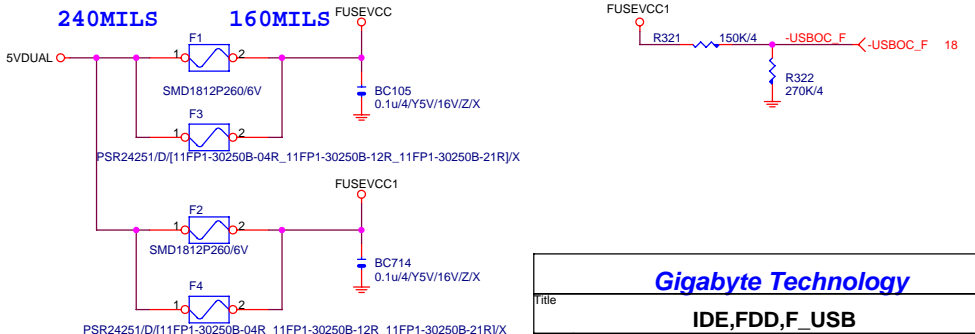 240MILS 160MILS FUSEVCC
F1
5VDUAL 1 2
SMD1812P260/6V
BC105
0.1u/4/Y5V/16V/Z/X
F3
1 2
PSR24251/D/[11FP1-30250B-04R_11FP1-30250B-12R_11FP1-30250B-21R]/X
FUSEVCC1
F2
1 2
SMD1812P260/6V
BC714
0.1u/4/Y5V/16V/Z/X
F4
1 2
PSR24251/D/[11FP1-30250B-04R_11FP1-30250B-12R_11FP1-30250B-21R]/X
FUSEVCC1
R321 150K/4 -USBOC_F -USBOC_F 18
R322
270K/4
Gigabyte Technology
Title
IDE,FDD,F_USB